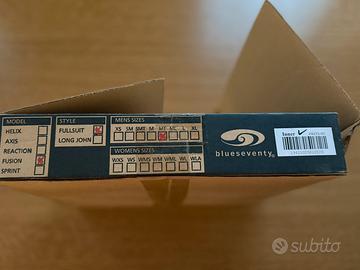 MODEL
HELIX
AXIS
REACTION
FUSION
SPRINT
STYLE
FULLSUIT
LONG JOHN
MENS SIZES
XS SM SMT M MT ML L XL
WOMENS SIZES
WXS WS WMS WM WML WL WLA
blueseventy
subito